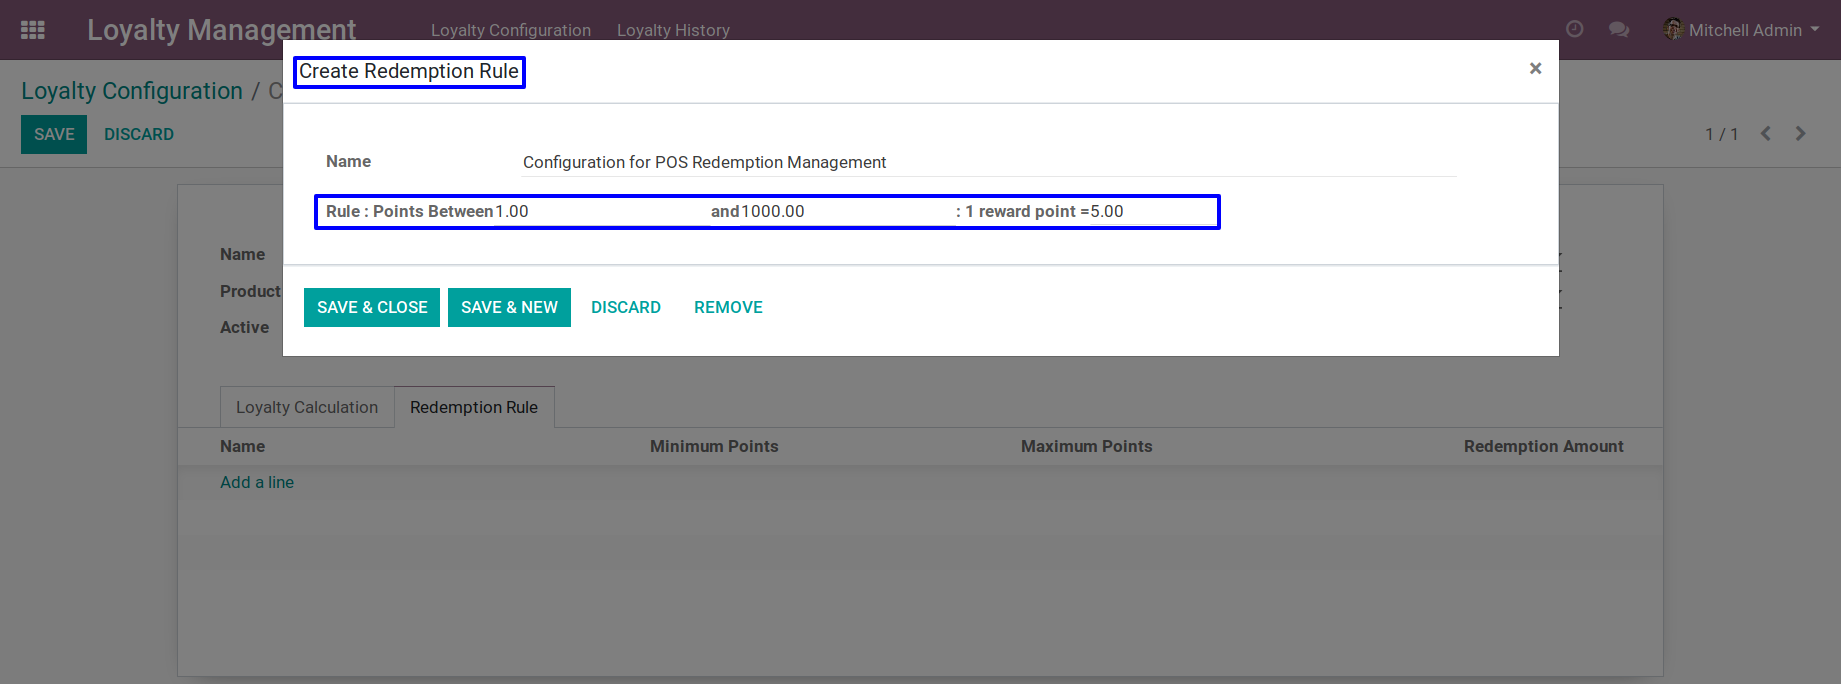 Loyalty Management
Loyalty Configuration
Loyalty History
Mitchell Admin
Create Redemption Rule
×
Loyalty Configuration / C
SAVE
DISCARD
1 / 1
Name
Configuration for POS Redemption Management
Rule : Points Between 1.00 and 1000.00 : 1 reward point = 5.00
Name
Product
Active
SAVE & CLOSE
SAVE & NEW
DISCARD
REMOVE
Loyalty Calculation
Redemption Rule
Name
Minimum Points
Maximum Points
Redemption Amount
Add a line